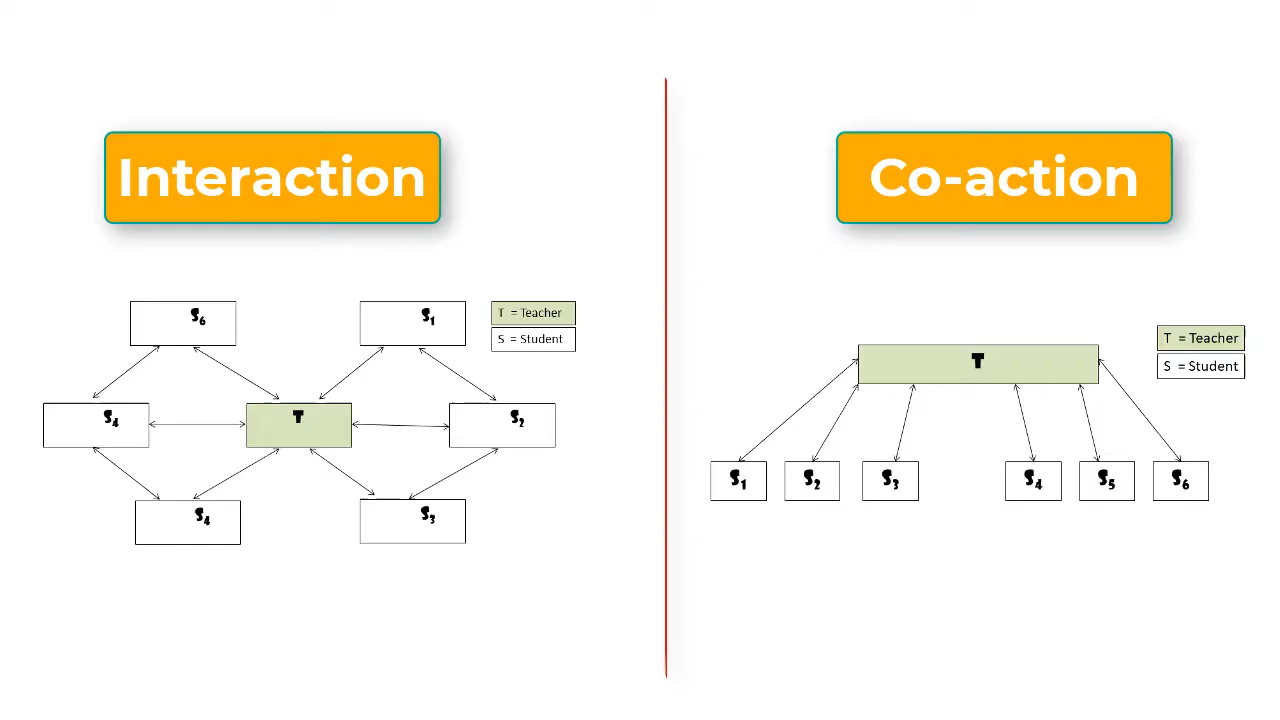 Interaction
Co-action
S6
S1
T = Teacher
S = Student
S4
T
S2
S4
S3
T = Teacher
S = Student
T
S1
S2
S3
S4
S5
S6